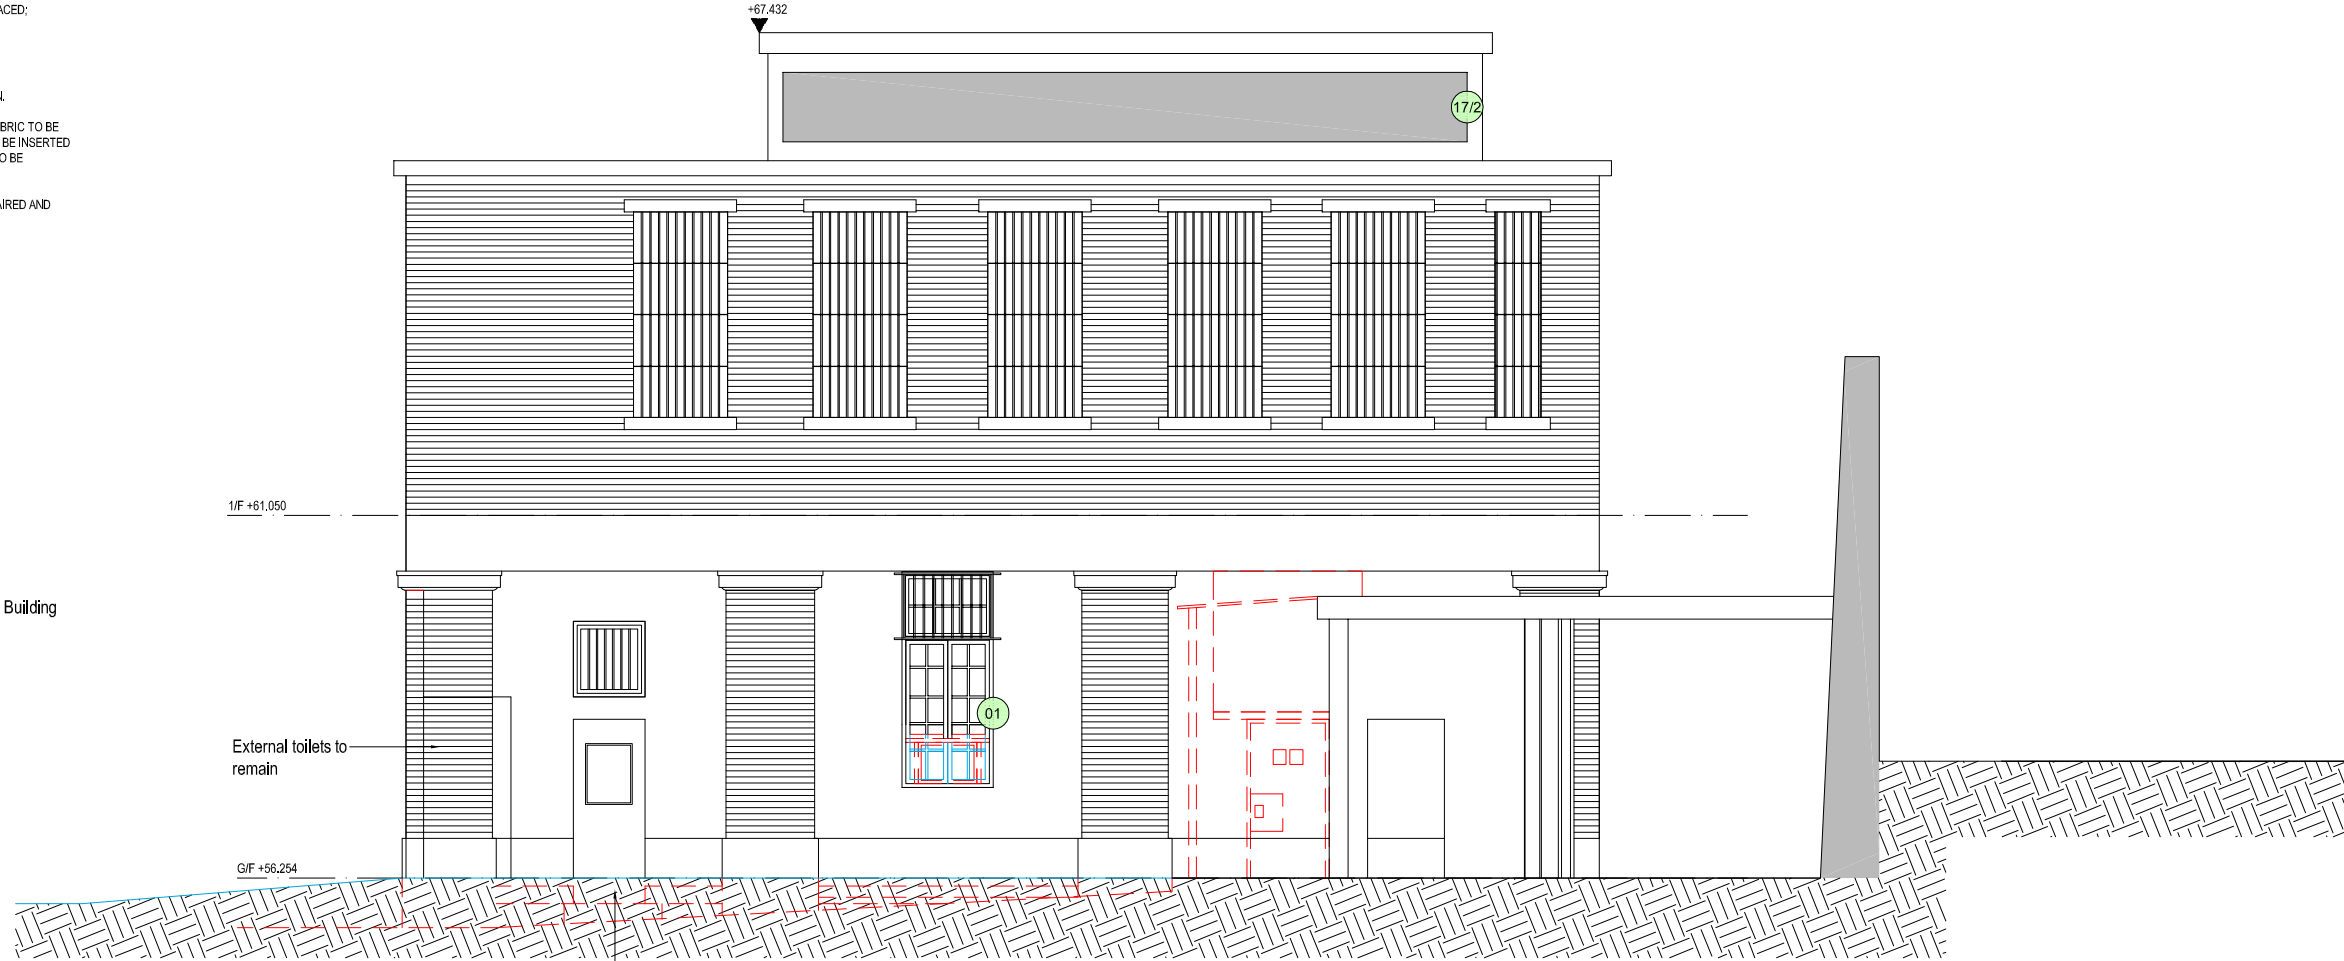 ACED;
+67.432
N.
BRIC TO BE
BE INSERTED
O BE
AIRED AND
17/2
1/F +61.050
Building
01
External toilets to
remain
G/F +56.254